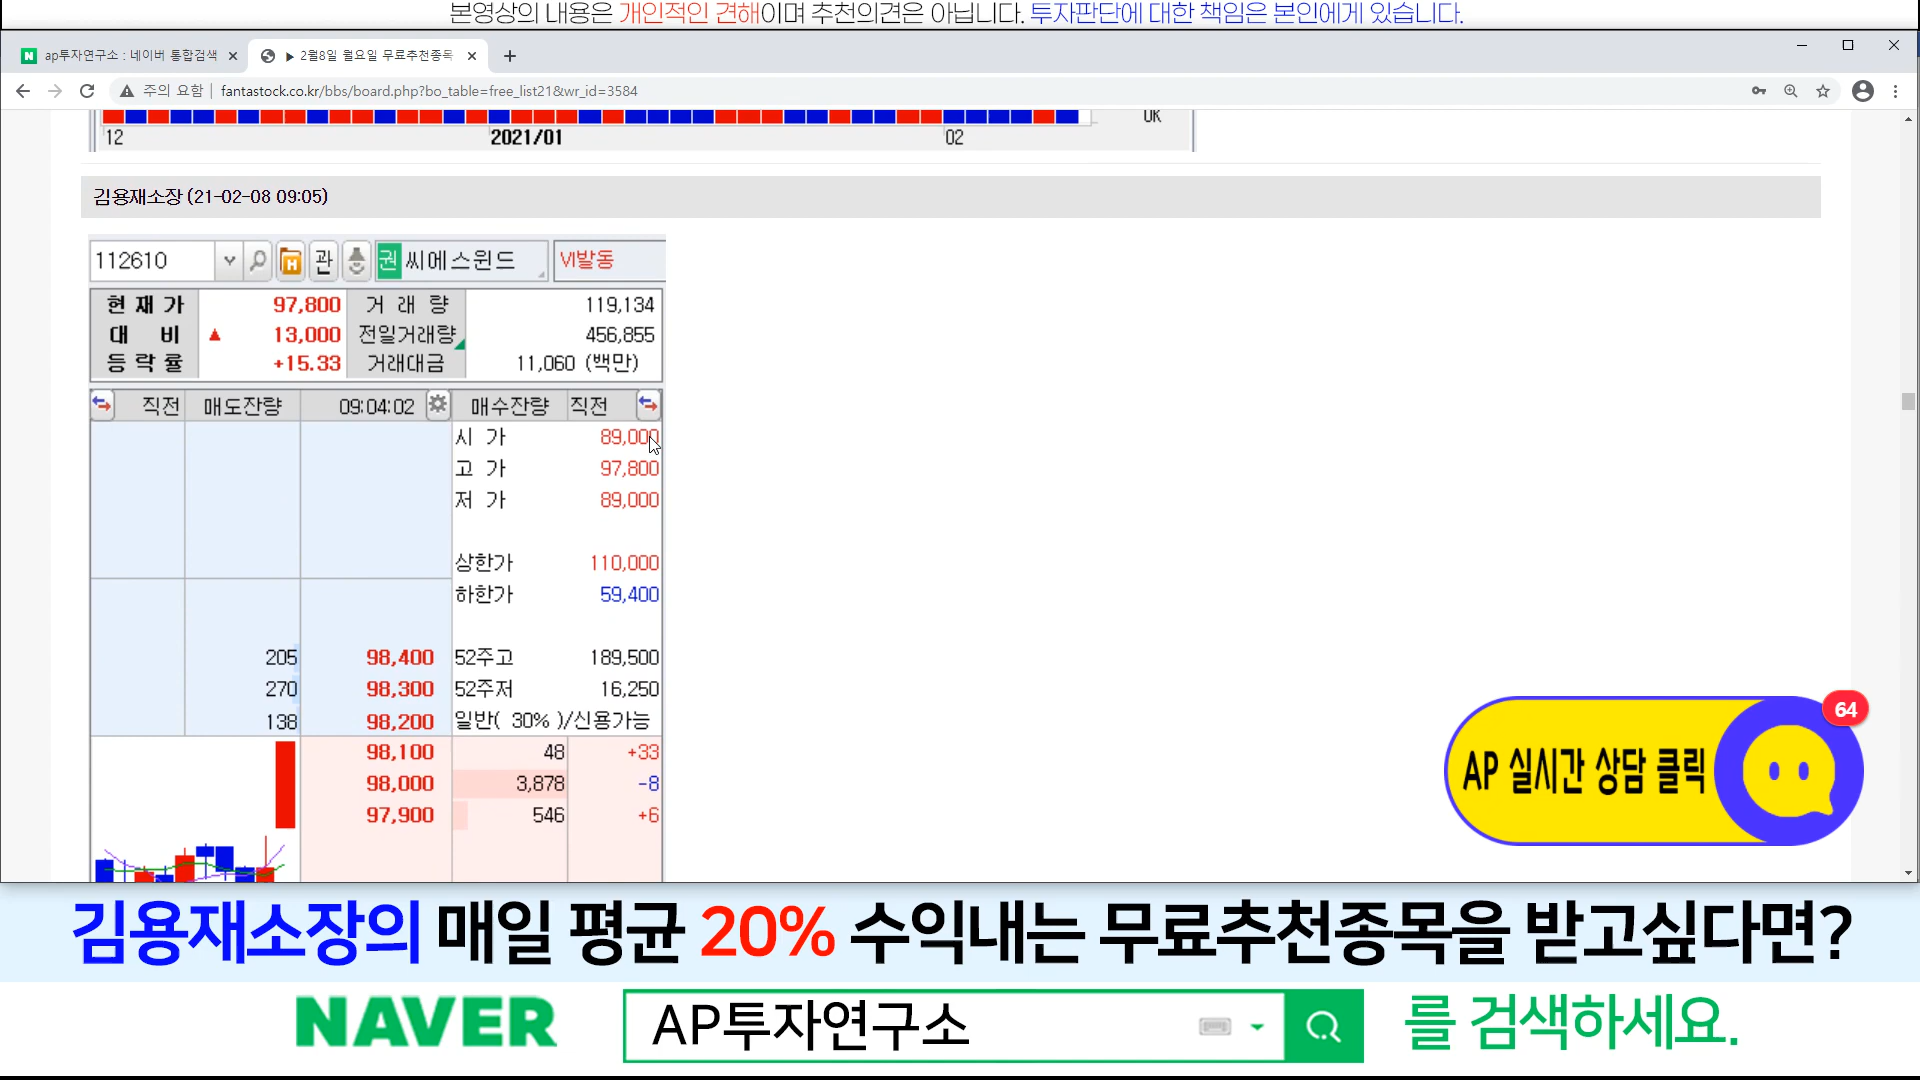 본영상의 내용은 개인적인 견해이며 추천의견은 아닙니다. 투자판단에 대한 책임은 본인에게 있습니다.
ap투자연구소 : 네이버 통합검색
▶ 2월8일 월요일 무료추천종목
주의 요함 | fantastock.co.kr/bbs/board.php?bo_table=free_list21&wr_id=3584
UK
12 2021/01 02
김용재소장 (21-02-08 09:05)
112610 관 권 씨에스윈드 VI발동
현 재 가 97,800 거 래 량 119,134
대 비 ▲ 13,000 전일거래량 456,855
등 락 률 +15.33 거래대금 11,060 (백만)
직전 매도잔량 09:04:02 매수잔량 직전
시 가 89,000
고 가 97,800
저 가 89,000
상한가 110,000
하한가 59,400
205 98,400 52주고 189,500
270 98,300 52주저 16,250
138 98,200 일반( 30% )/신용가능
98,100 48 +33
98,000 3,878 -8
97,900 546 +6
64
AP 실시간 상담 클릭
김용재소장의 매일 평균 20% 수익내는 무료추천종목을 받고싶다면?
NAVER AP투자연구소 를 검색하세요.